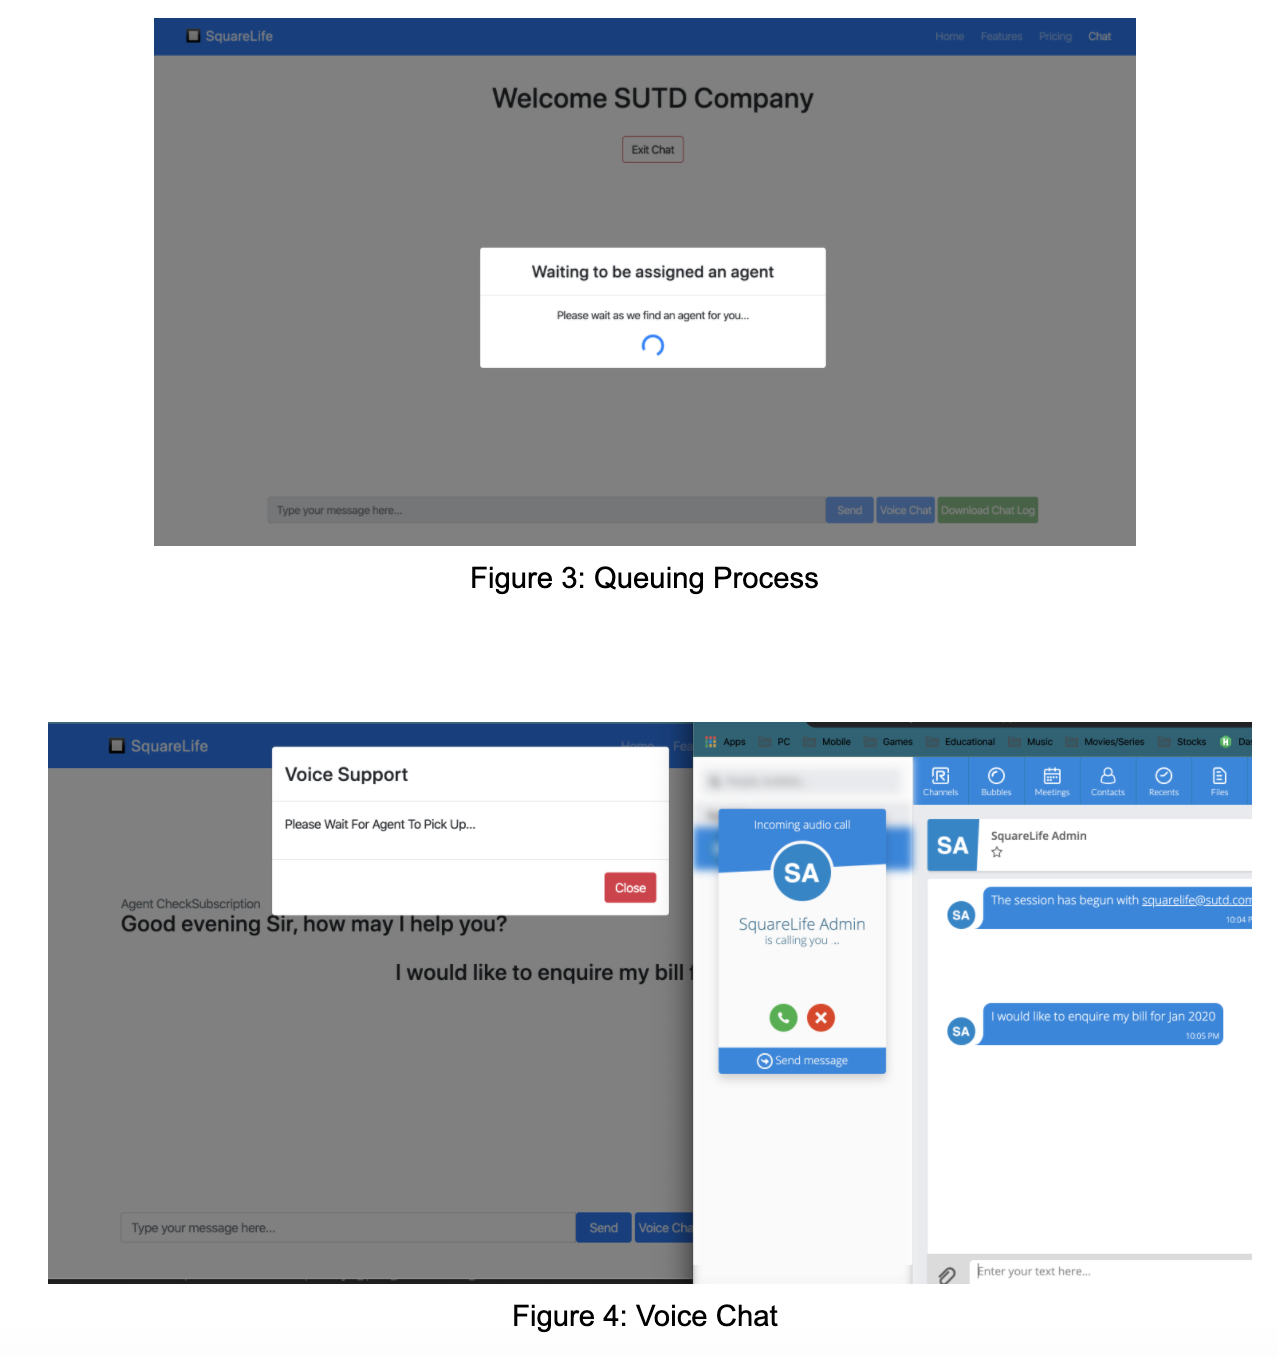 SquareLife
Home Features Pricing Chat
Welcome SUTD Company
Exit Chat
Waiting to be assigned an agent
Please wait as we find an agent for you...
Type your message here... Send Voice Chat Download Chat Log
Figure 3: Queuing Process
SquareLife Home Fea
Voice Support
Please Wait For Agent To Pick Up...
Close
Agent CheckSubscription
Good evening Sir, how may I help you?
I would like to enquire my bill f
Type your message here... Send Voice Cha
Apps PC Mobile Games Educational Music Movies/Series Stocks Das
Channels Bubbles Meetings Contacts Recents Files
Incoming audio call
SA
SquareLife Admin
is calling you ...
Send message
SA SquareLife Admin
The session has begun with squarelife@sutd.com
SA
10:04 P
I would like to enquire my bill for Jan 2020
SA
10:05 PM
Enter your text here...
Figure 4: Voice Chat